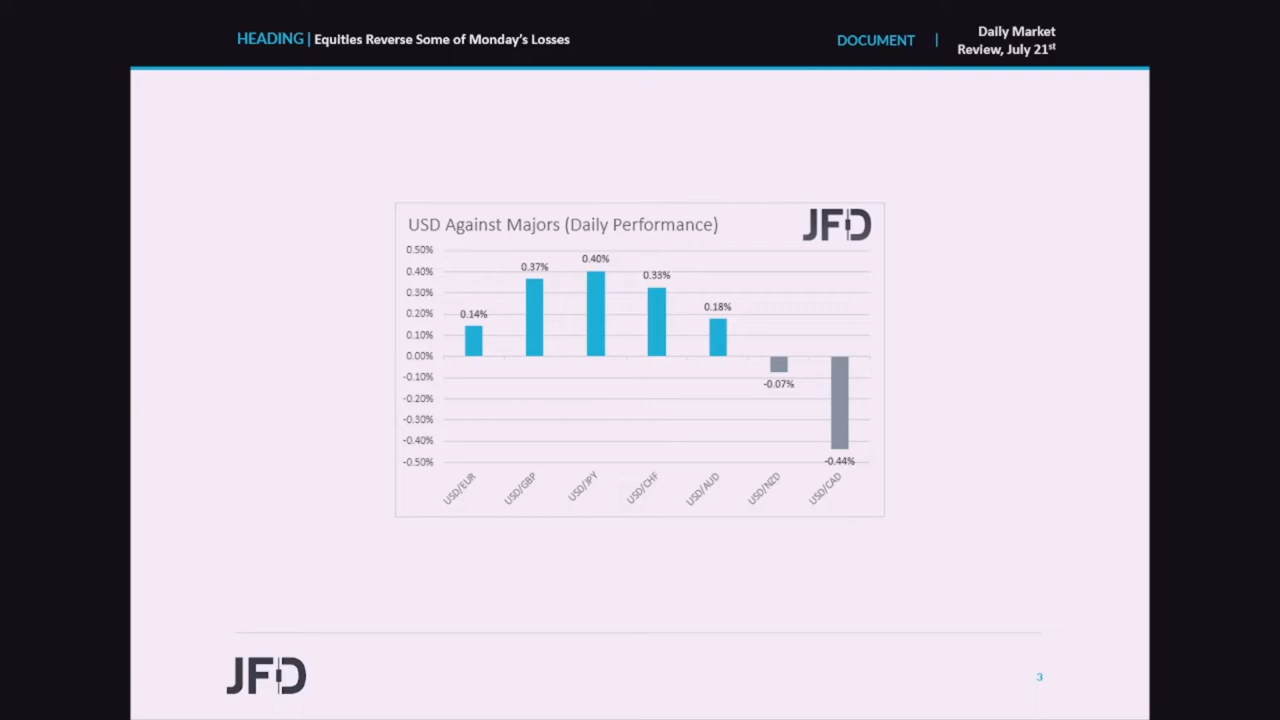 HEADING | Equities Reverse Some of Monday's Losses
DOCUMENT | Daily Market
Review, July 21st
USD Against Majors (Daily Performance)
JFD
0.50%
0.40%
0.30%
0.20%
0.10%
0.00%
-0.10%
-0.20%
-0.30%
-0.40%
-0.50%
0.14%
0.37%
0.40%
0.33%
0.18%
-0.07%
-0.44%
USD/EUR
USD/GBP
USD/JPY
USD/CHF
USD/AUD
USD/NZD
USD/CAD
JFD
3